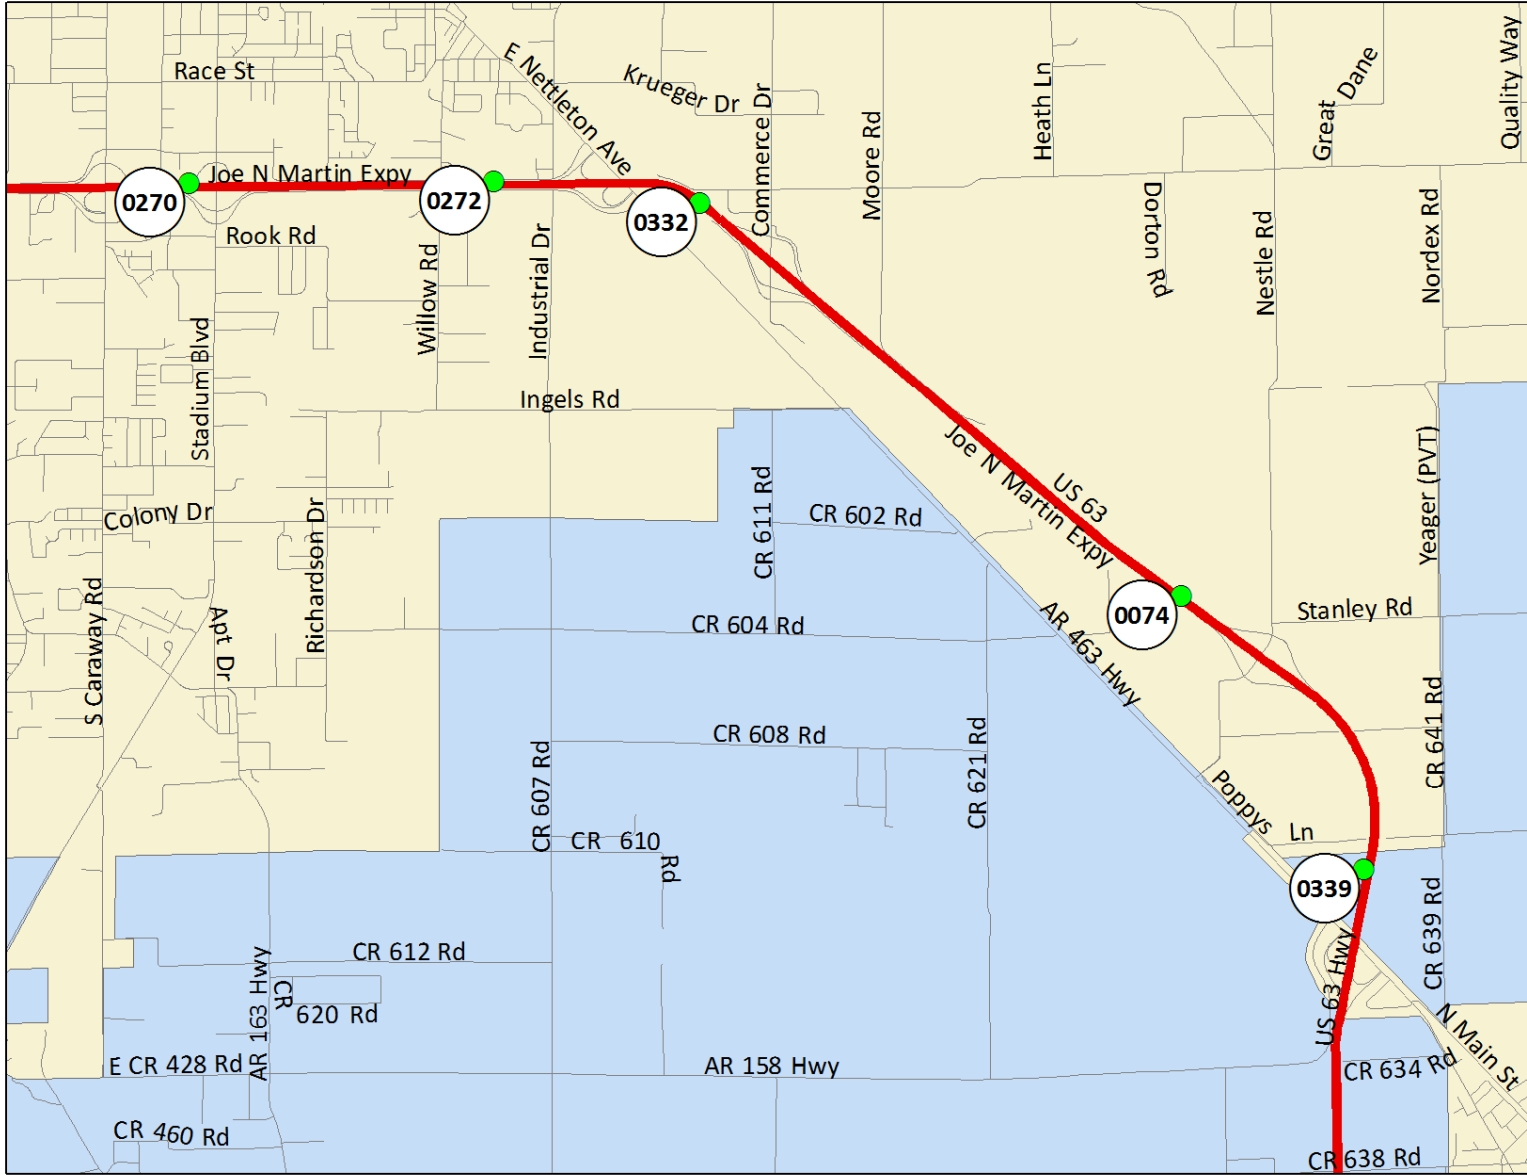 E Nettleton Ave
Race St
Krueger Dr
Commerce Dr
Moore Rd
Heath Ln
Great Dane
Quality Way
Joe N Martin Expy
0270
0272
0332
Rook Rd
Willow Rd
Industrial Dr
Dorton Rd
Nestle Rd
Nordex Rd
Stadium Blvd
Ingels Rd
Joe N Martin Expy
US 63
Yeager (PVT)
Colony Dr
Richardson Dr
CR 611 Rd
CR 602 Rd
S Caraway Rd
Apt Dr
CR 604 Rd
AR 463 Hwy
0074
Stanley Rd
CR 608 Rd
CR 607 Rd
CR 621 Rd
CR 641 Rd
Poppys Ln
CR 610 Rd
0339
CR 639 Rd
CR 612 Rd
AR 163 Hwy
CR 620 Rd
US 63 Hwy
N Main St
E CR 428 Rd
AR 158 Hwy
CR 634 Rd
CR 460 Rd
CR 638 Rd